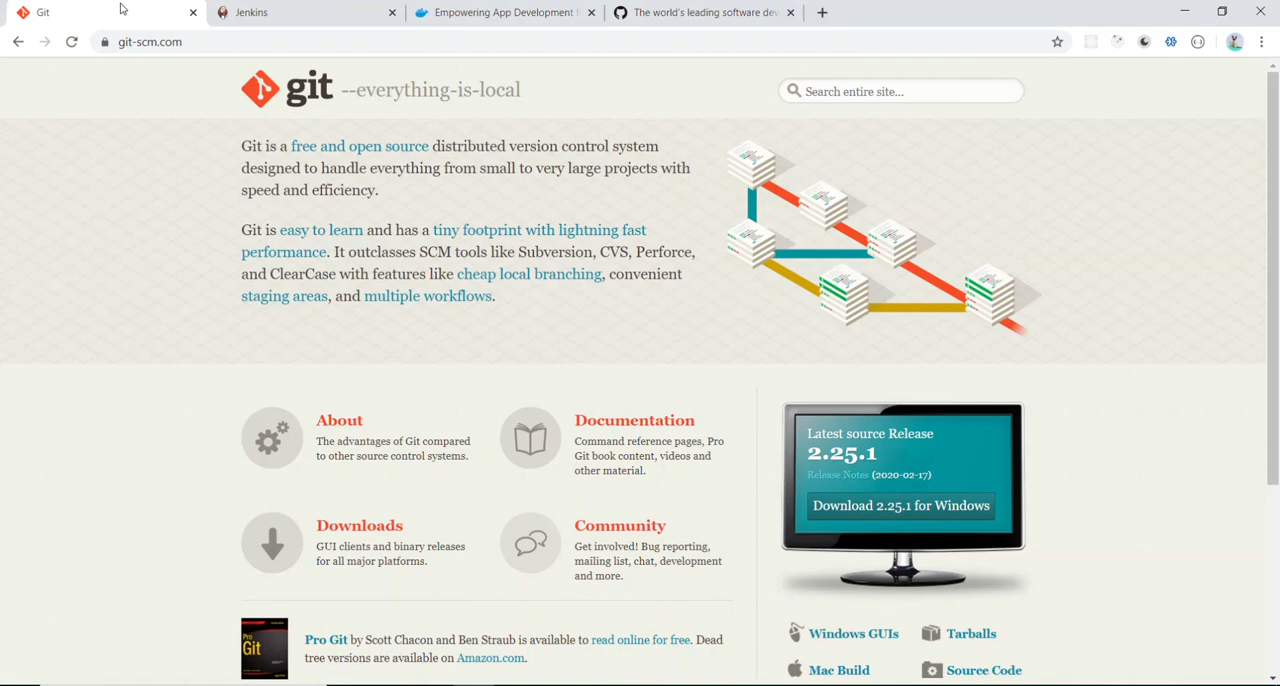 Git
Jenkins
Empowering App Development f
The world's leading software dev
git-scm.com
git --everything-is-local
Search entire site...
Git is a free and open source distributed version control system
designed to handle everything from small to very large projects with
speed and efficiency.
Git is easy to learn and has a tiny footprint with lightning fast
performance. It outclasses SCM tools like Subversion, CVS, Perforce,
and ClearCase with features like cheap local branching, convenient
staging areas, and multiple workflows.
About
The advantages of Git compared
to other source control systems.
Documentation
Command reference pages, Pro
Git book content, videos and
other material.
Downloads
GUI clients and binary releases
for all major platforms.
Community
Get involved! Bug reporting,
mailing list, chat, development
and more.
Latest source Release
2.25.1
Release Notes (2020-02-17)
Download 2.25.1 for Windows
Pro
Git
Pro Git by Scott Chacon and Ben Straub is available to read online for free. Dead
tree versions are available on Amazon.com.
Windows GUIs
Tarballs
Mac Build
Source Code